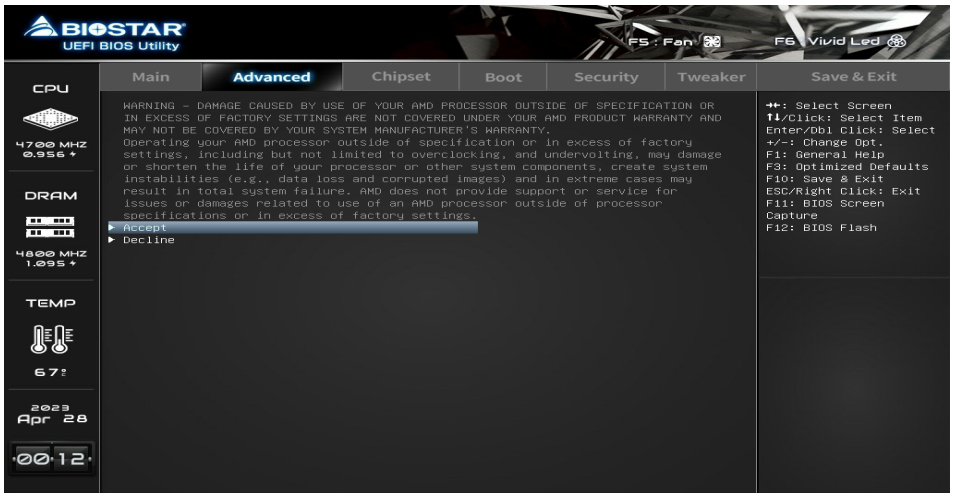 BIOSTAR
UEFI BIOS Utility
F5 : Fan
F6 Vivid Led
Main
Advanced
Chipset
Boot
Security
Tweaker
Save & Exit
CPU
4700 MHZ
0.956
DRAM
4800 MHZ
1.095
TEMP
67°
2023
Apr 28
00:12
WARNING – DAMAGE CAUSED BY USE OF YOUR AMD PROCESSOR OUTSIDE OF SPECIFICATION OR
IN EXCESS OF FACTORY SETTINGS ARE NOT COVERED UNDER YOUR AMD PRODUCT WARRANTY AND
MAY NOT BE COVERED BY YOUR SYSTEM MANUFACTURER'S WARRANTY.
Operating your AMD processor outside of specification or in excess of factory
settings, including but not limited to overclocking, and undervolting, may damage
or shorten the life of your processor or other system components, create system
instabilities (e.g., data loss and corrupted images) and in extreme cases may
result in total system failure. AMD does not provide support or service for
issues or damages related to use of an AMD processor outside of processor
specifications or in excess of factory settings.
Accept
Decline
→←: Select Screen
↑↓/Click: Select Item
Enter/Dbl Click: Select
+/-: Change Opt.
F1: General Help
F3: Optimized Defaults
F10: Save & Exit
ESC/Right Click: Exit
F11: BIOS Screen
Capture
F12: BIOS Flash